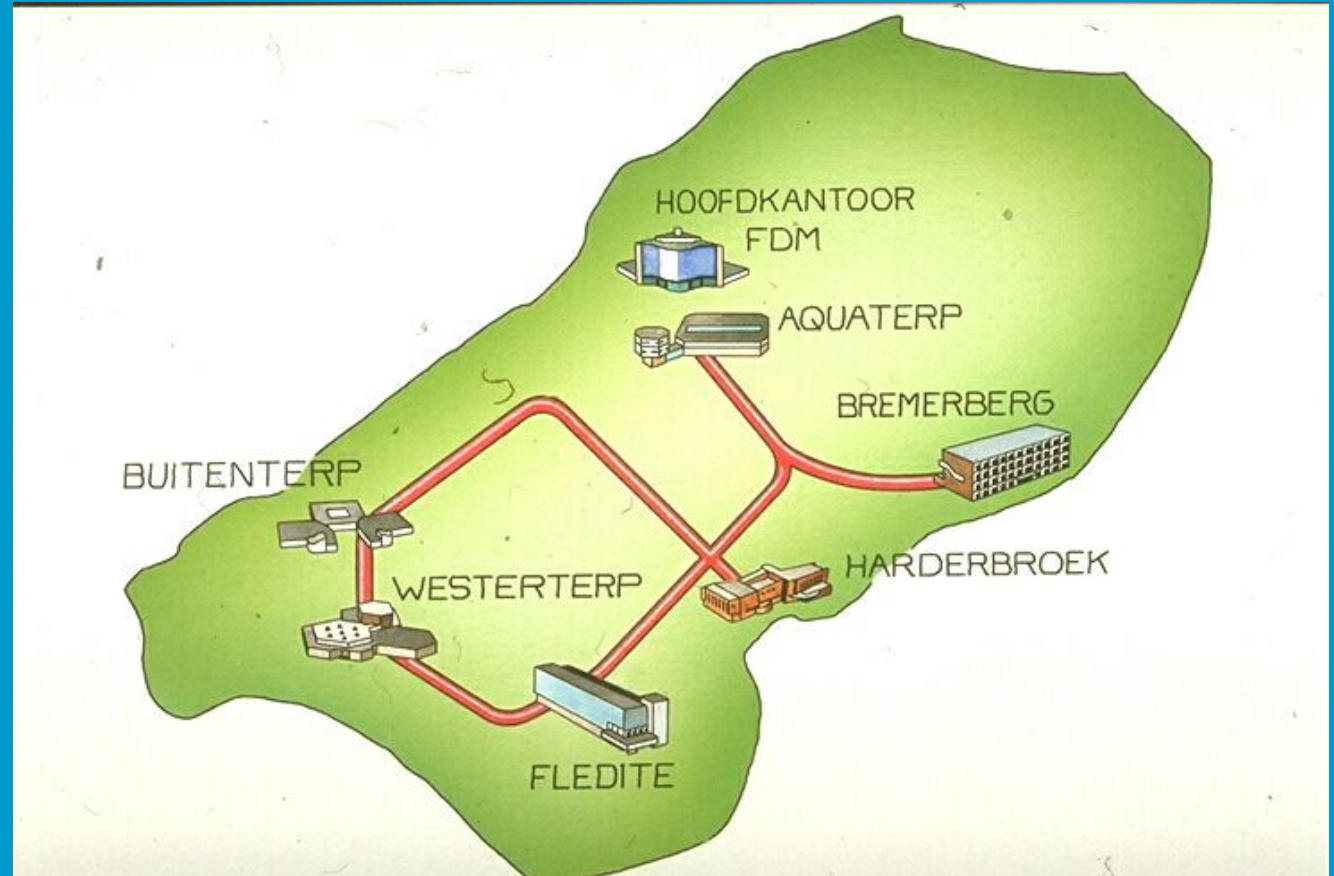 HOOFDKANTOOR
FDM
AQUATERP
BREMERBERG
BUITENTERP
HARDERBROEK
WESTERTERP
FLEDITE